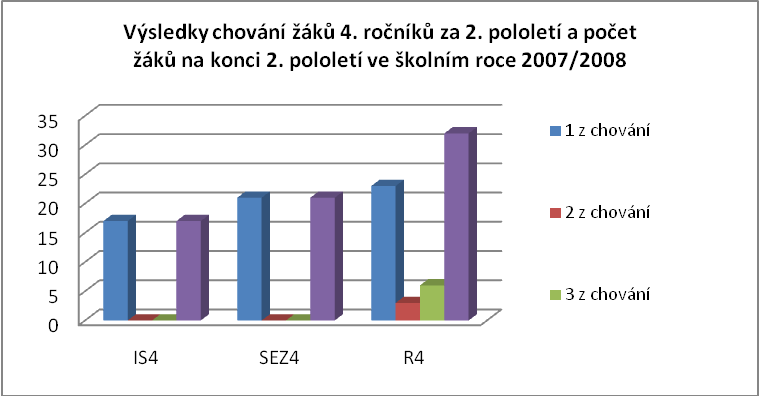 Výsledky chování žáků 4. ročníků za 2. pololetí a počet
žáků na konci 2. pololetí ve školním roce 2007/2008
35
30
25
20
15
10
5
0
IS4 SEZ4 R4
1 z chování
2 z chování
3 z chování